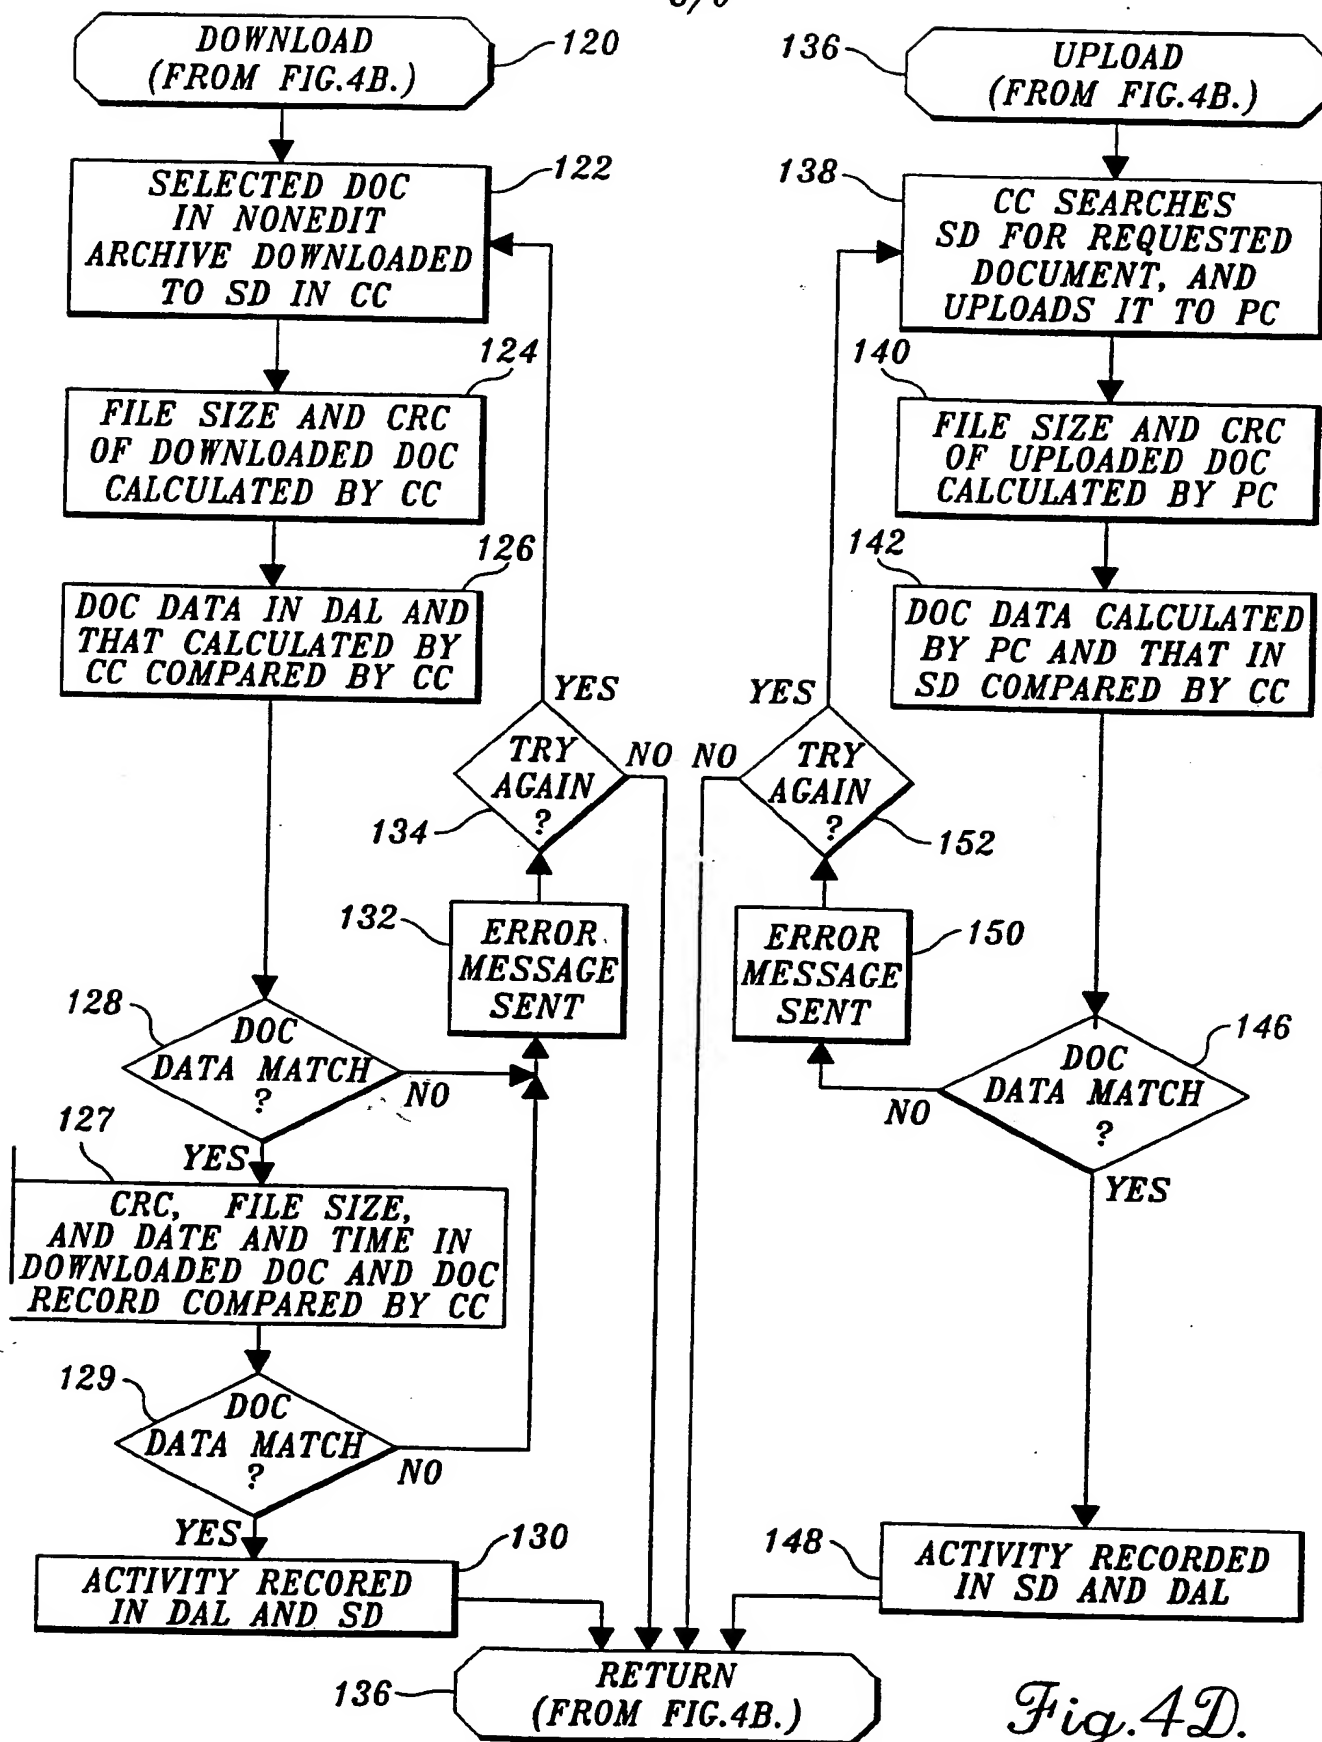 DOWNLOAD
(FROM FIG.4B.)
120
SELECTED DOC
IN NONEDIT
ARCHIVE DOWNLOADED
TO SD IN CC
122
FILE SIZE AND CRC
OF DOWNLOADED DOC
CALCULATED BY CC
124
DOC DATA IN DAL AND
THAT CALCULATED BY
CC COMPARED BY CC
126
YES
TRY
AGAIN
?
NO
134
132
ERROR
MESSAGE
SENT
128
DOC
DATA MATCH
?
NO
YES
127
CRC, FILE SIZE,
AND DATE AND TIME IN
DOWNLOADED DOC AND DOC
RECORD COMPARED BY CC
129
DOC
DATA MATCH
?
NO
YES
130
ACTIVITY RECORED
IN DAL AND SD
136
UPLOAD
(FROM FIG.4B.)
138
CC SEARCHES
SD FOR REQUESTED
DOCUMENT, AND
UPLOADS IT TO PC
140
FILE SIZE AND CRC
OF UPLOADED DOC
CALCULATED BY PC
142
DOC DATA CALCULATED
BY PC AND THAT IN
SD COMPARED BY CC
YES
NO
TRY
AGAIN
?
152
ERROR
MESSAGE
SENT
150
146
DOC
DATA MATCH
?
NO
YES
148
ACTIVITY RECORDED
IN SD AND DAL
136
RETURN
(FROM FIG.4B.)
Fig.4D.